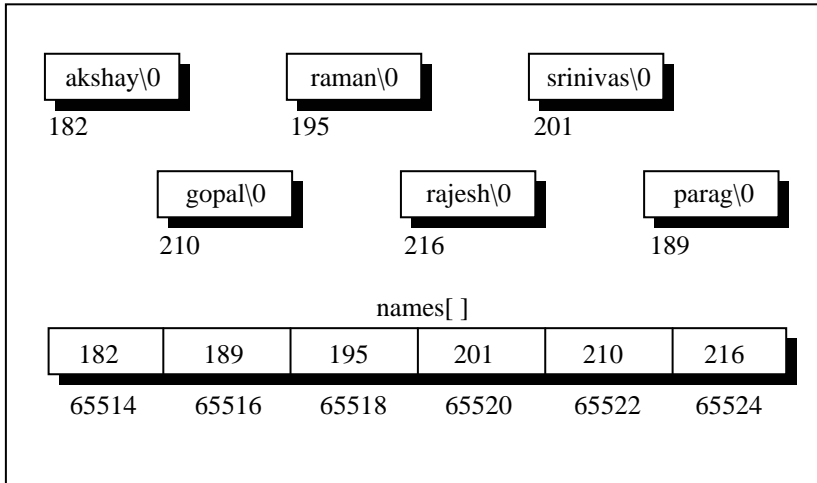 akshay\0 raman\0 srinivas\0
182 195 201
gopal\0 rajesh\0 parag\0
210 216 189
names[ ]
182 189 195 201 210 216
65514 65516 65518 65520 65522 65524